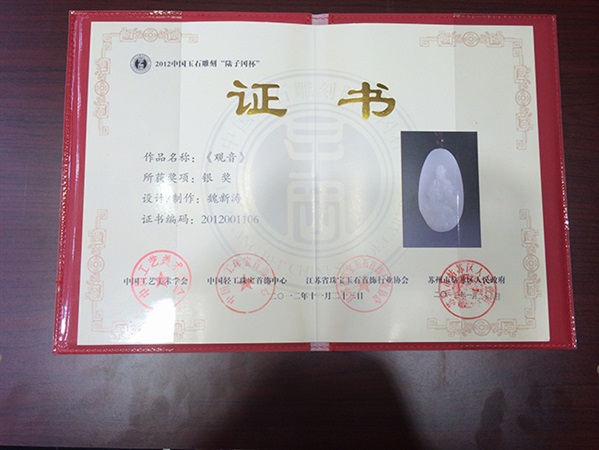 2012中国玉石雕刻“陆子冈杯”
证书
作品名称：《观音》
所获奖项：银奖
设计/制作：魏新涛
证书编码：2012001106
中国工艺美术学会 中国轻工珠宝首饰中心 江苏省珠宝玉石首饰行业协会 苏州市姑苏区人民政府
二〇一二年十一月二十三日